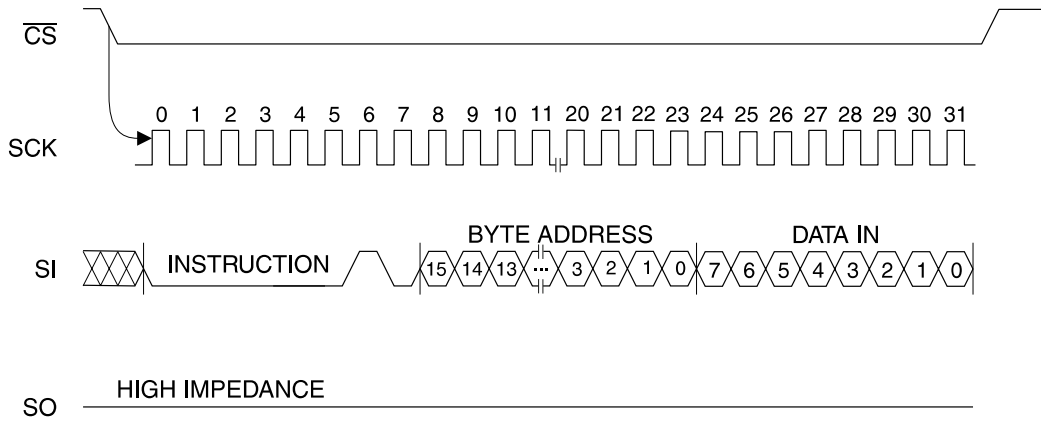 CS
0 1 2 3 4 5 6 7 8 9 10 11 20 21 22 23 24 25 26 27 28 29 30 31
SCK
BYTE ADDRESS DATA IN
SI INSTRUCTION 15 14 13 ... 3 2 1 0 7 6 5 4 3 2 1 0
HIGH IMPEDANCE
SO